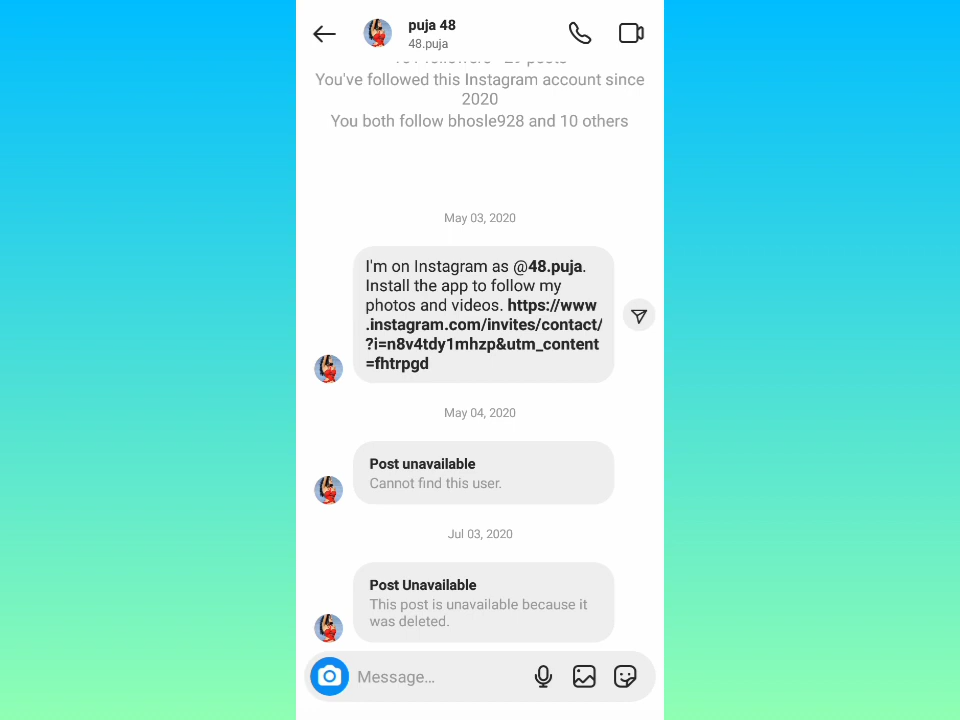 puja 48
48.puja
You've followed this Instagram account since
2020
You both follow bhosle928 and 10 others
May 03, 2020
I'm on Instagram as @48.puja.
Install the app to follow my
photos and videos. https://www
.instagram.com/invites/contact/
?i=n8v4tdy1mhzp&utm_content
=fhtrpgd
May 04, 2020
Post unavailable
Cannot find this user.
Jul 03, 2020
Post Unavailable
This post is unavailable because it
was deleted.
Message...